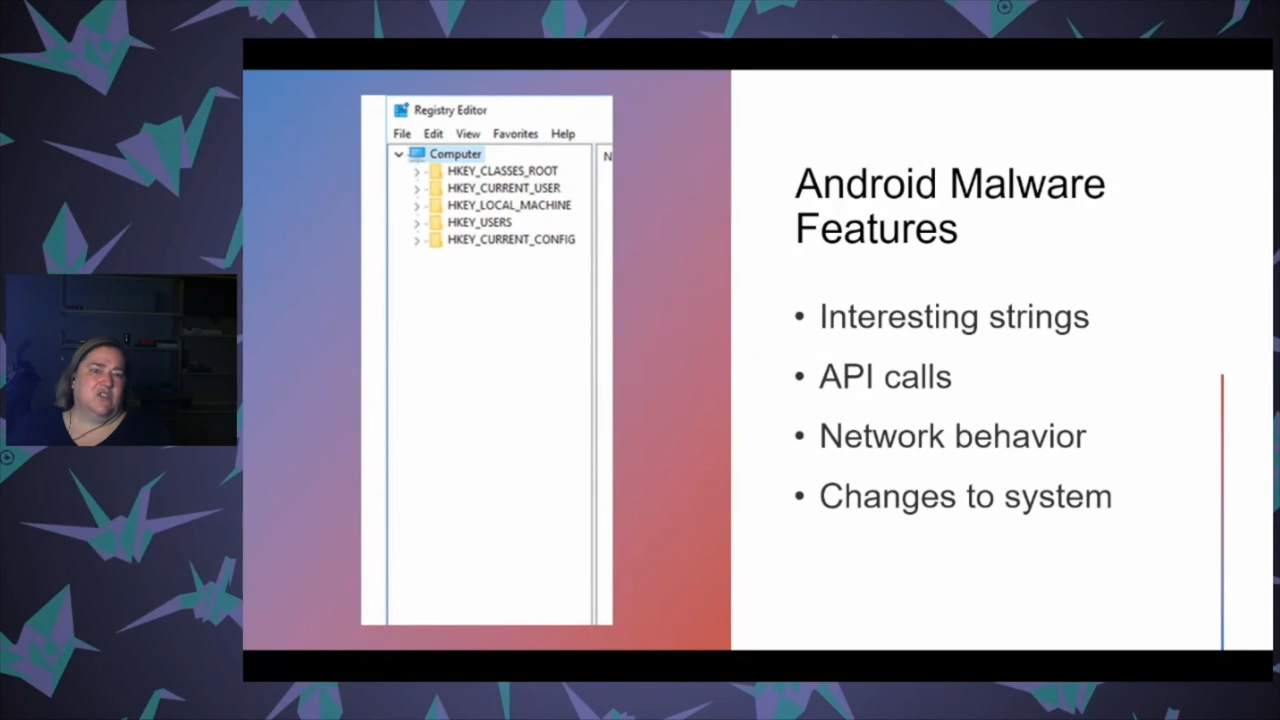 Registry Editor
File Edit View Favorites Help
Computer
N
HKEY_CLASSES_ROOT
HKEY_CURRENT_USER
HKEY_LOCAL_MACHINE
HKEY_USERS
HKEY_CURRENT_CONFIG
Android Malware
Features
• Interesting strings
• API calls
• Network behavior
• Changes to system